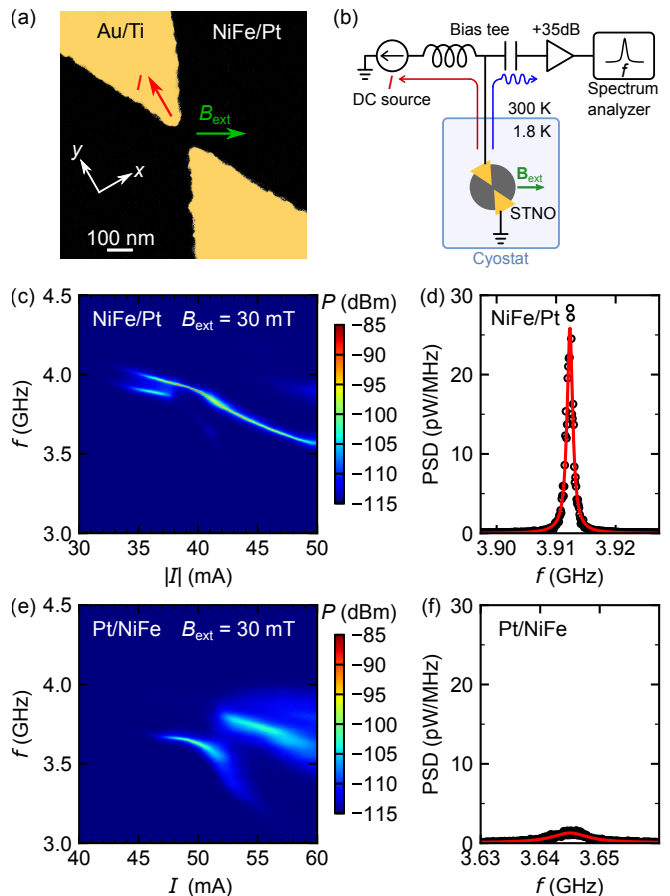 (a)
Au/Ti
NiFe/Pt
I
B_ext
y
x
100 nm
(b)
Bias tee
+35dB
I
DC source
f
Spectrum
analyzer
300 K
1.8 K
B_ext
STNO
Cyostat
(c)
4.5
4.0
3.5
3.0
f (GHz)
NiFe/Pt B_ext = 30 mT
30 35 40 45 50
|I| (mA)
P (dBm)
−85
−90
−95
−100
−105
−110
−115
(d)
30
20
10
0
PSD (pW/MHz)
NiFe/Pt
3.90 3.91 3.92
f (GHz)
(e)
4.5
4.0
3.5
3.0
f (GHz)
Pt/NiFe B_ext = 30 mT
40 45 50 55 60
I (mA)
P (dBm)
−85
−90
−95
−100
−105
−110
−115
(f)
30
20
10
0
PSD (pW/MHz)
Pt/NiFe
3.63 3.64 3.65
f (GHz)